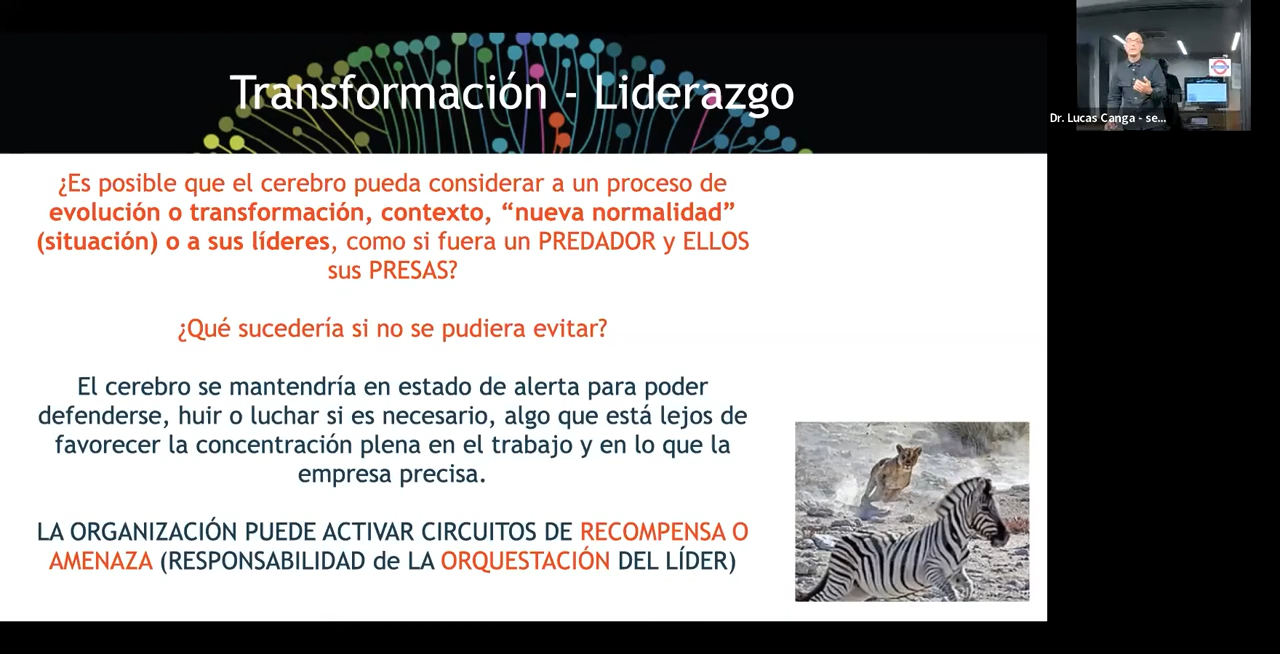 Transformación - Liderazgo
Dr. Lucas Canga - se...
¿Es posible que el cerebro pueda considerar a un proceso de
evolución o transformación, contexto, “nueva normalidad”
(situación) o a sus líderes, como si fuera un PREDADOR y ELLOS
sus PRESAS?
¿Qué sucedería si no se pudiera evitar?
El cerebro se mantendría en estado de alerta para poder
defenderse, huir o luchar si es necesario, algo que está lejos de
favorecer la concentración plena en el trabajo y en lo que la
empresa precisa.
LA ORGANIZACIÓN PUEDE ACTIVAR CIRCUITOS DE RECOMPENSA O
AMENAZA (RESPONSABILIDAD de LA ORQUESTACIÓN DEL LÍDER)